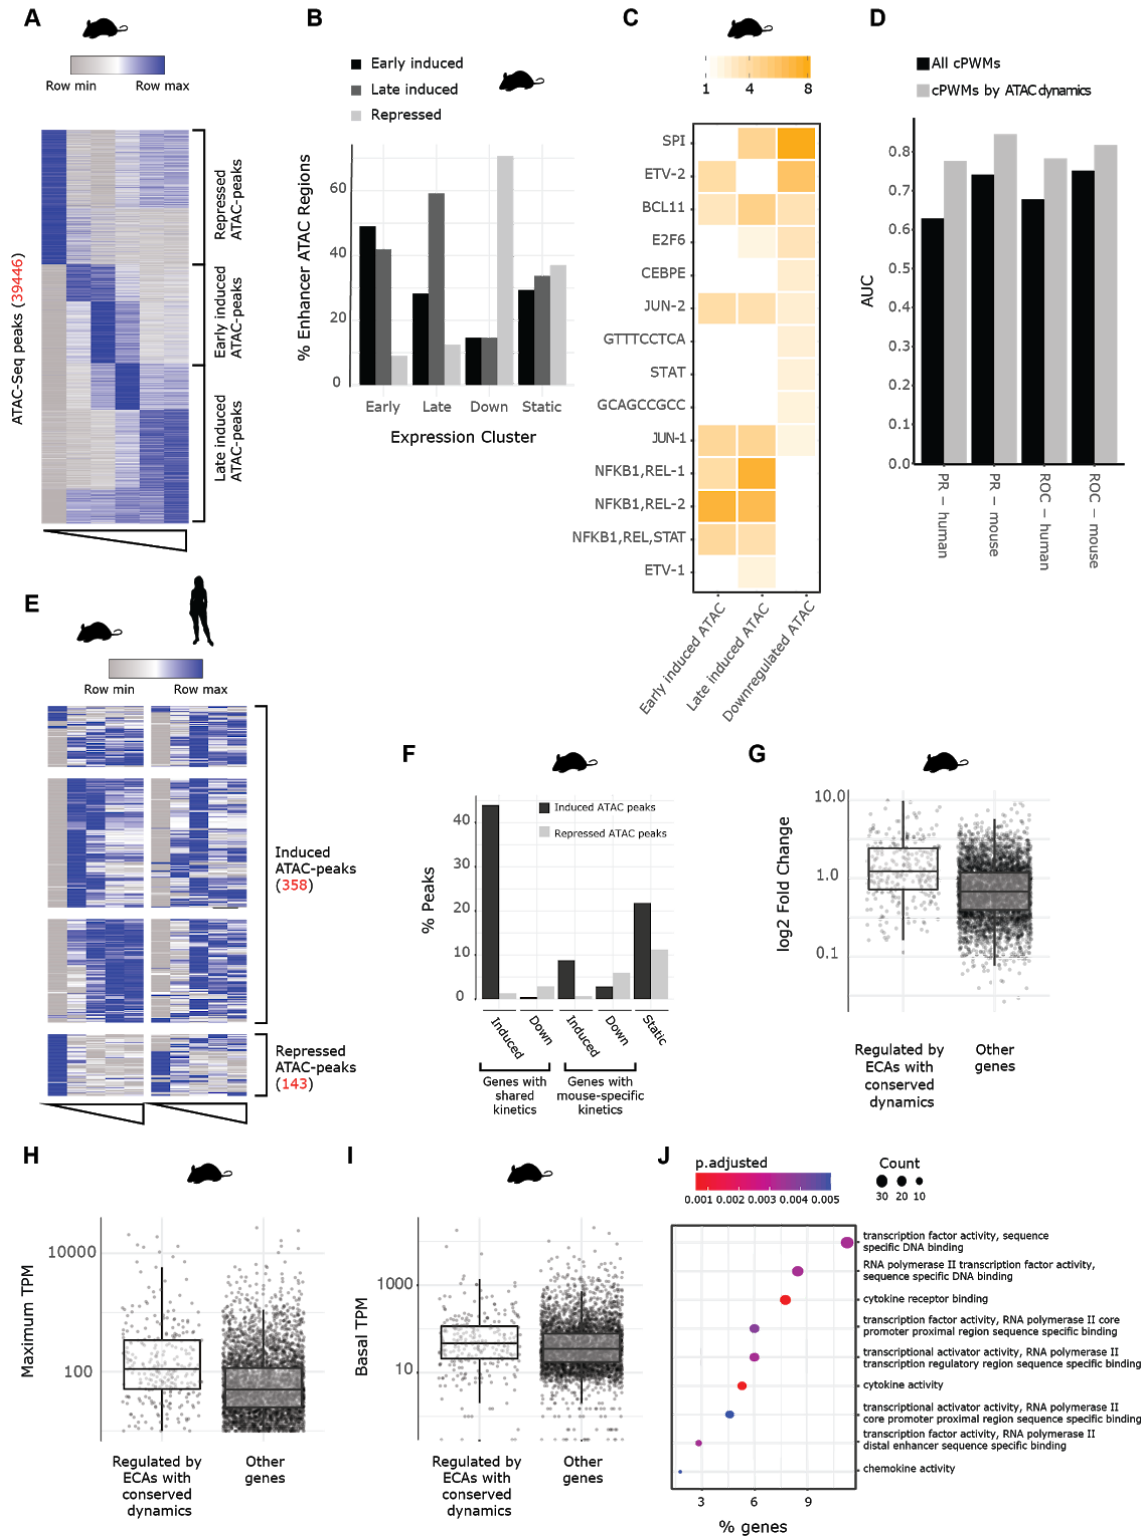 A
Row min
Row max
ATAC-Seq peaks (39446)
Repressed
ATAC-peaks
Early induced
ATAC-peaks
Late induced
ATAC-peaks
B
Early induced
Late induced
Repressed
% Enhancer ATAC Regions
60
40
20
0
Early
Late
Down
Static
Expression Cluster
C
1
4
8
SPI
ETV-2
BCL11
E2F6
CEBPE
JUN-2
GTTTCCTCA
STAT
GCAGCCGCC
JUN-1
NFKB1,REL-1
NFKB1,REL-2
NFKB1,REL,STAT
ETV-1
Early induced ATAC
Late induced ATAC
Downregulated ATAC
D
All cPWMs
cPWMs by ATAC dynamics
AUC
0.8
0.7
0.6
0.5
0.4
0.3
0.2
0.1
0.0
PR – human
PR – mouse
ROC – human
ROC – mouse
E
Row min
Row max
Induced
ATAC-peaks
(358)
Repressed
ATAC-peaks
(143)
F
Induced ATAC peaks
Repressed ATAC peaks
% Peaks
40
30
20
10
0
Induced
Down
Induced
Down
Static
Genes with
shared
kinetics
Genes with
mouse-specific
kinetics
G
log2 Fold Change
10.0
1.0
0.1
Regulated by
ECAs with
conserved
dynamics
Other
genes
H
Maximum TPM
10000
100
Regulated by
ECAs with
conserved
dynamics
Other
genes
I
Basal TPM
1000
10
Regulated by
ECAs with
conserved
dynamics
Other
genes
J
p.adjusted
0.001 0.002 0.003 0.004 0.005
Count
30 20 10
transcription factor activity, sequence
specific DNA binding
RNA polymerase II transcription factor activity,
sequence specific DNA binding
cytokine receptor binding
transcription factor activity, RNA polymerase II core
promoter proximal region sequence specific binding
transcriptional activator activity, RNA polymerase II
transcription regulatory region sequence specific binding
cytokine activity
transcriptional activator activity, RNA polymerase II
core promoter proximal region sequence specific binding
transcription factor activity, RNA polymerase II
distal enhancer sequence specific binding
chemokine activity
3
6
9
% genes